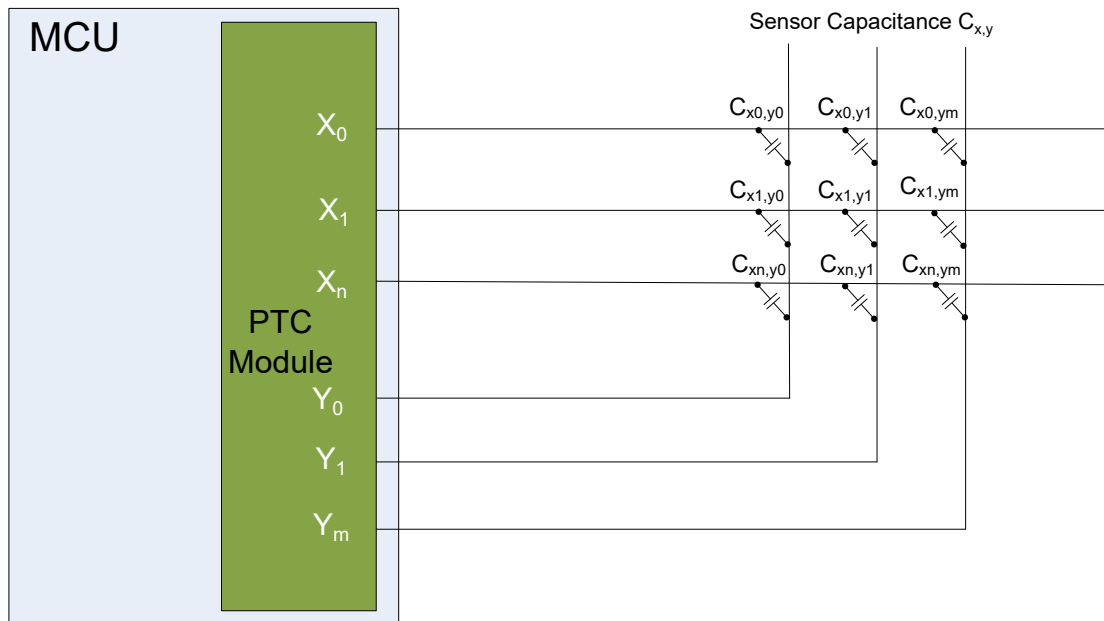 MCU
Sensor Capacitance Cx,y
X0
Cx0,y0 Cx0,y1 Cx0,ym
X1
Cx1,y0 Cx1,y1 Cx1,ym
Xn
Cxn,y0 Cxn,y1 Cxn,ym
PTC
Module
Y0
Y1
Ym